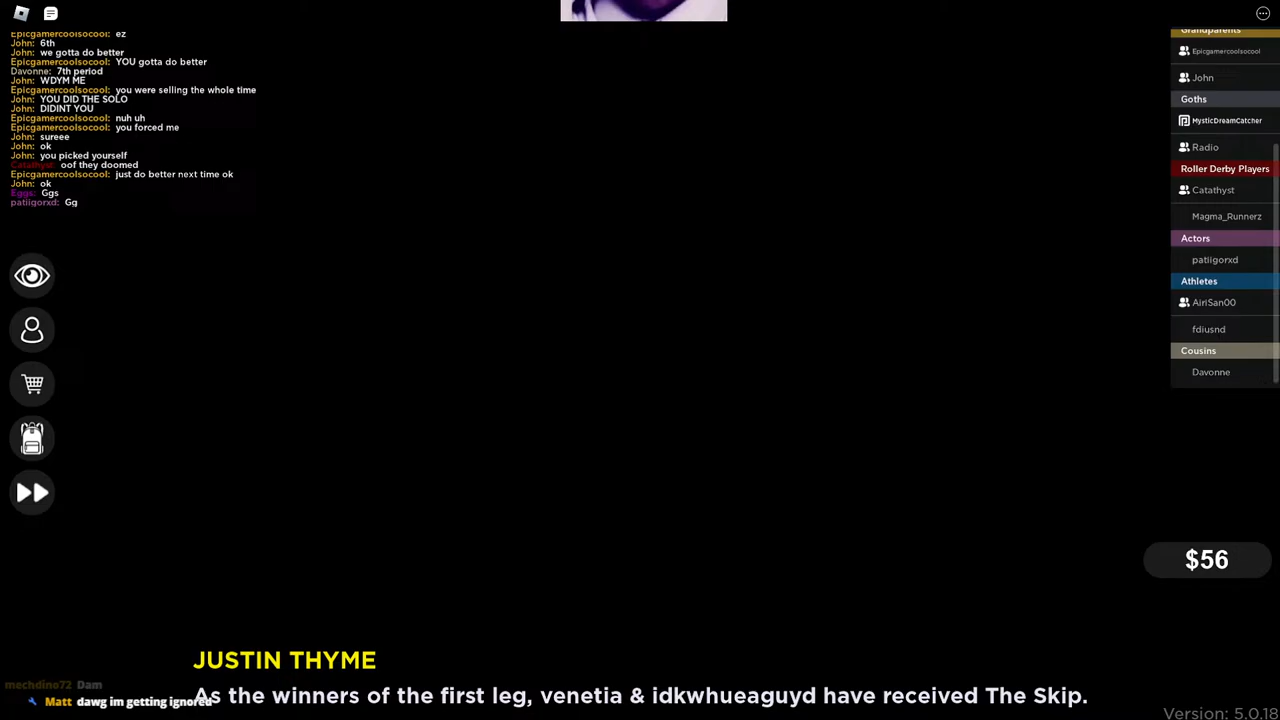 Epicgamercoolsocool: ez
John: 6th
John: we gotta do better
Epicgamercoolsocool: YOU gotta do better
Davonne: 7th period
John: WDYM ME
Epicgamercoolsocool: you were selling the whole time
John: YOU DID THE SOLO
John: DIDINT YOU
Epicgamercoolsocool: nuh uh
Epicgamercoolsocool: you forced me
John: sureee
John: ok
John: you picked yourself
Catathyst: oof they doomed
Epicgamercoolsocool: just do better next time ok
John: ok
Eggs: Ggs
patiigorxd: Gg
Grandparents
Epicgamercoolsocool
John
Goths
MysticDreamCatcher
Radio
Roller Derby Players
Catathyst
Magma_Runnerz
Actors
patiigorxd
Athletes
AiriSan00
fdiusnd
Cousins
Davonne
$56
JUSTIN THYME
As the winners of the first leg, venetia & idkwhueaguyd have received The Skip.
mechdino72 Dam
Matt dawg im getting ignored
Version: 5.0.18